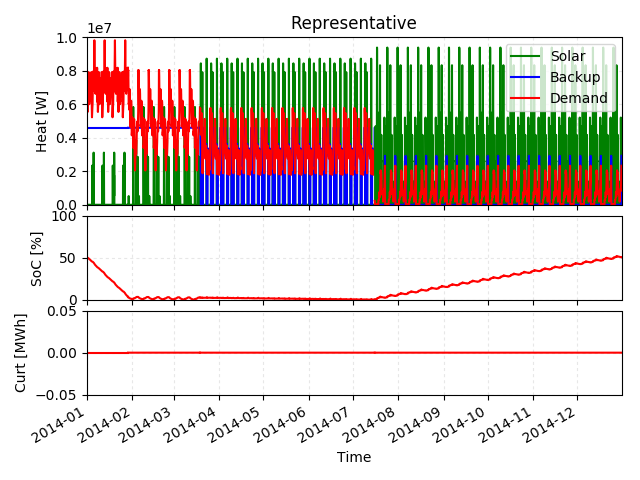 Representative
1e7
1.0
0.8
0.6
0.4
0.2
0.0
Heat [W]
Solar
Backup
Demand
100
50
0
SoC [%]
0.05
0.00
−0.05
Curt [MWh]
2014-01
2014-02
2014-03
2014-04
2014-05
2014-06
2014-07
2014-08
2014-09
2014-10
2014-11
2014-12
Time